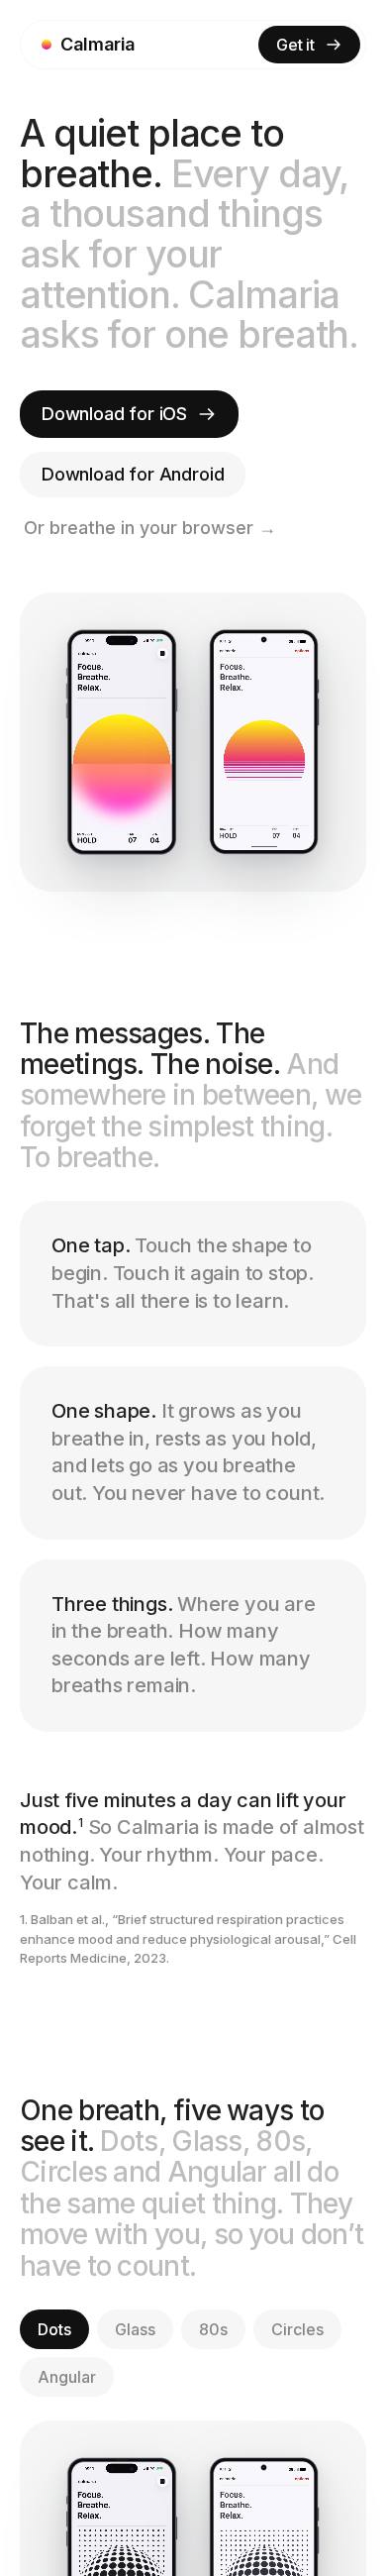 Calmaria
Get it →
A quiet place to
breathe. Every day,
a thousand things
ask for your
attention. Calmaria
asks for one breath.
Download for iOS →
Download for Android
Or breathe in your browser →
Focus.
Breathe.
Relax.
HOLD
07
04
Focus.
Breathe.
Relax.
HOLD
07
04
The messages. The
meetings. The noise. And
somewhere in between, we
forget the simplest thing.
To breathe.
One tap. Touch the shape to
begin. Touch it again to stop.
That's all there is to learn.
One shape. It grows as you
breathe in, rests as you hold,
and lets go as you breathe
out. You never have to count.
Three things. Where you are
in the breath. How many
seconds are left. How many
breaths remain.
Just five minutes a day can lift your
mood.¹ So Calmaria is made of almost
nothing. Your rhythm. Your pace.
Your calm.
1. Balban et al., “Brief structured respiration practices
enhance mood and reduce physiological arousal,” Cell
Reports Medicine, 2023.
One breath, five ways to
see it. Dots, Glass, 80s,
Circles and Angular all do
the same quiet thing. They
move with you, so you don’t
have to count.
Dots
Glass
80s
Circles
Angular
Focus.
Breathe.
Relax.
Focus.
Breathe.
Relax.